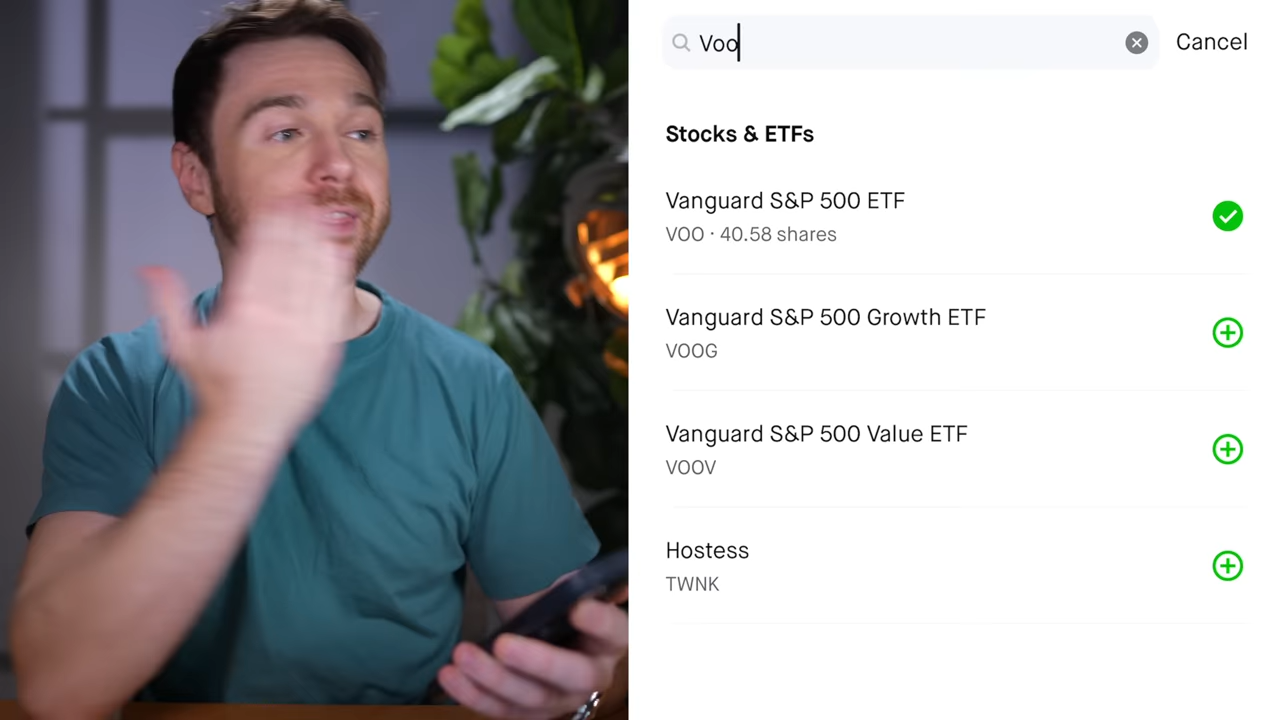 Voo
Cancel
Stocks & ETFs
Vanguard S&P 500 ETF
VOO · 40.58 shares
Vanguard S&P 500 Growth ETF
VOOG
Vanguard S&P 500 Value ETF
VOOV
Hostess
TWNK